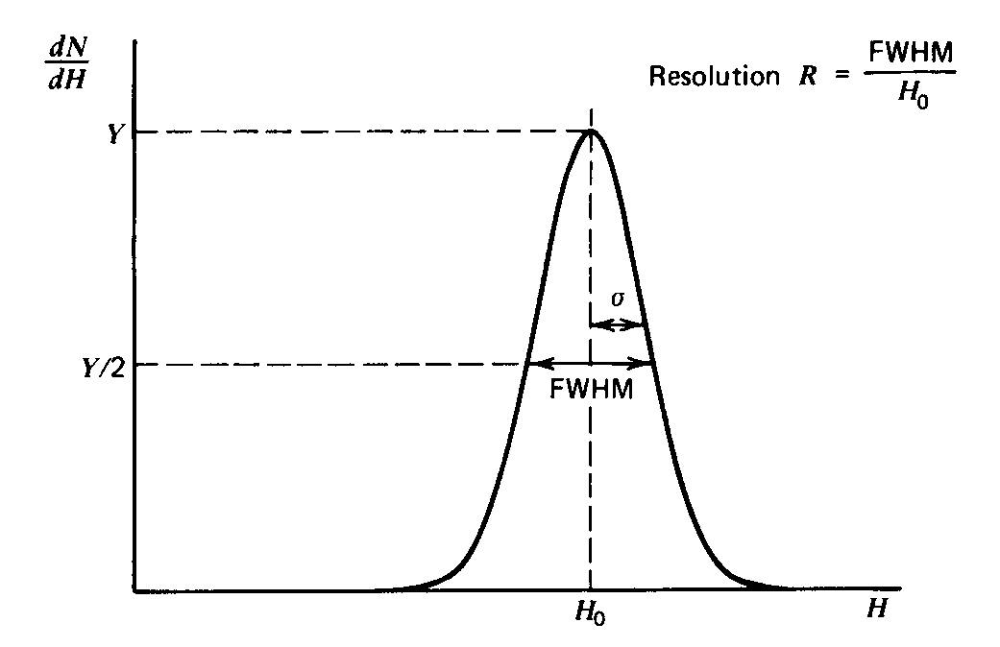 dN
dH
Resolution R = FWHM
H₀
Y
σ
Y/2
FWHM
H₀
H